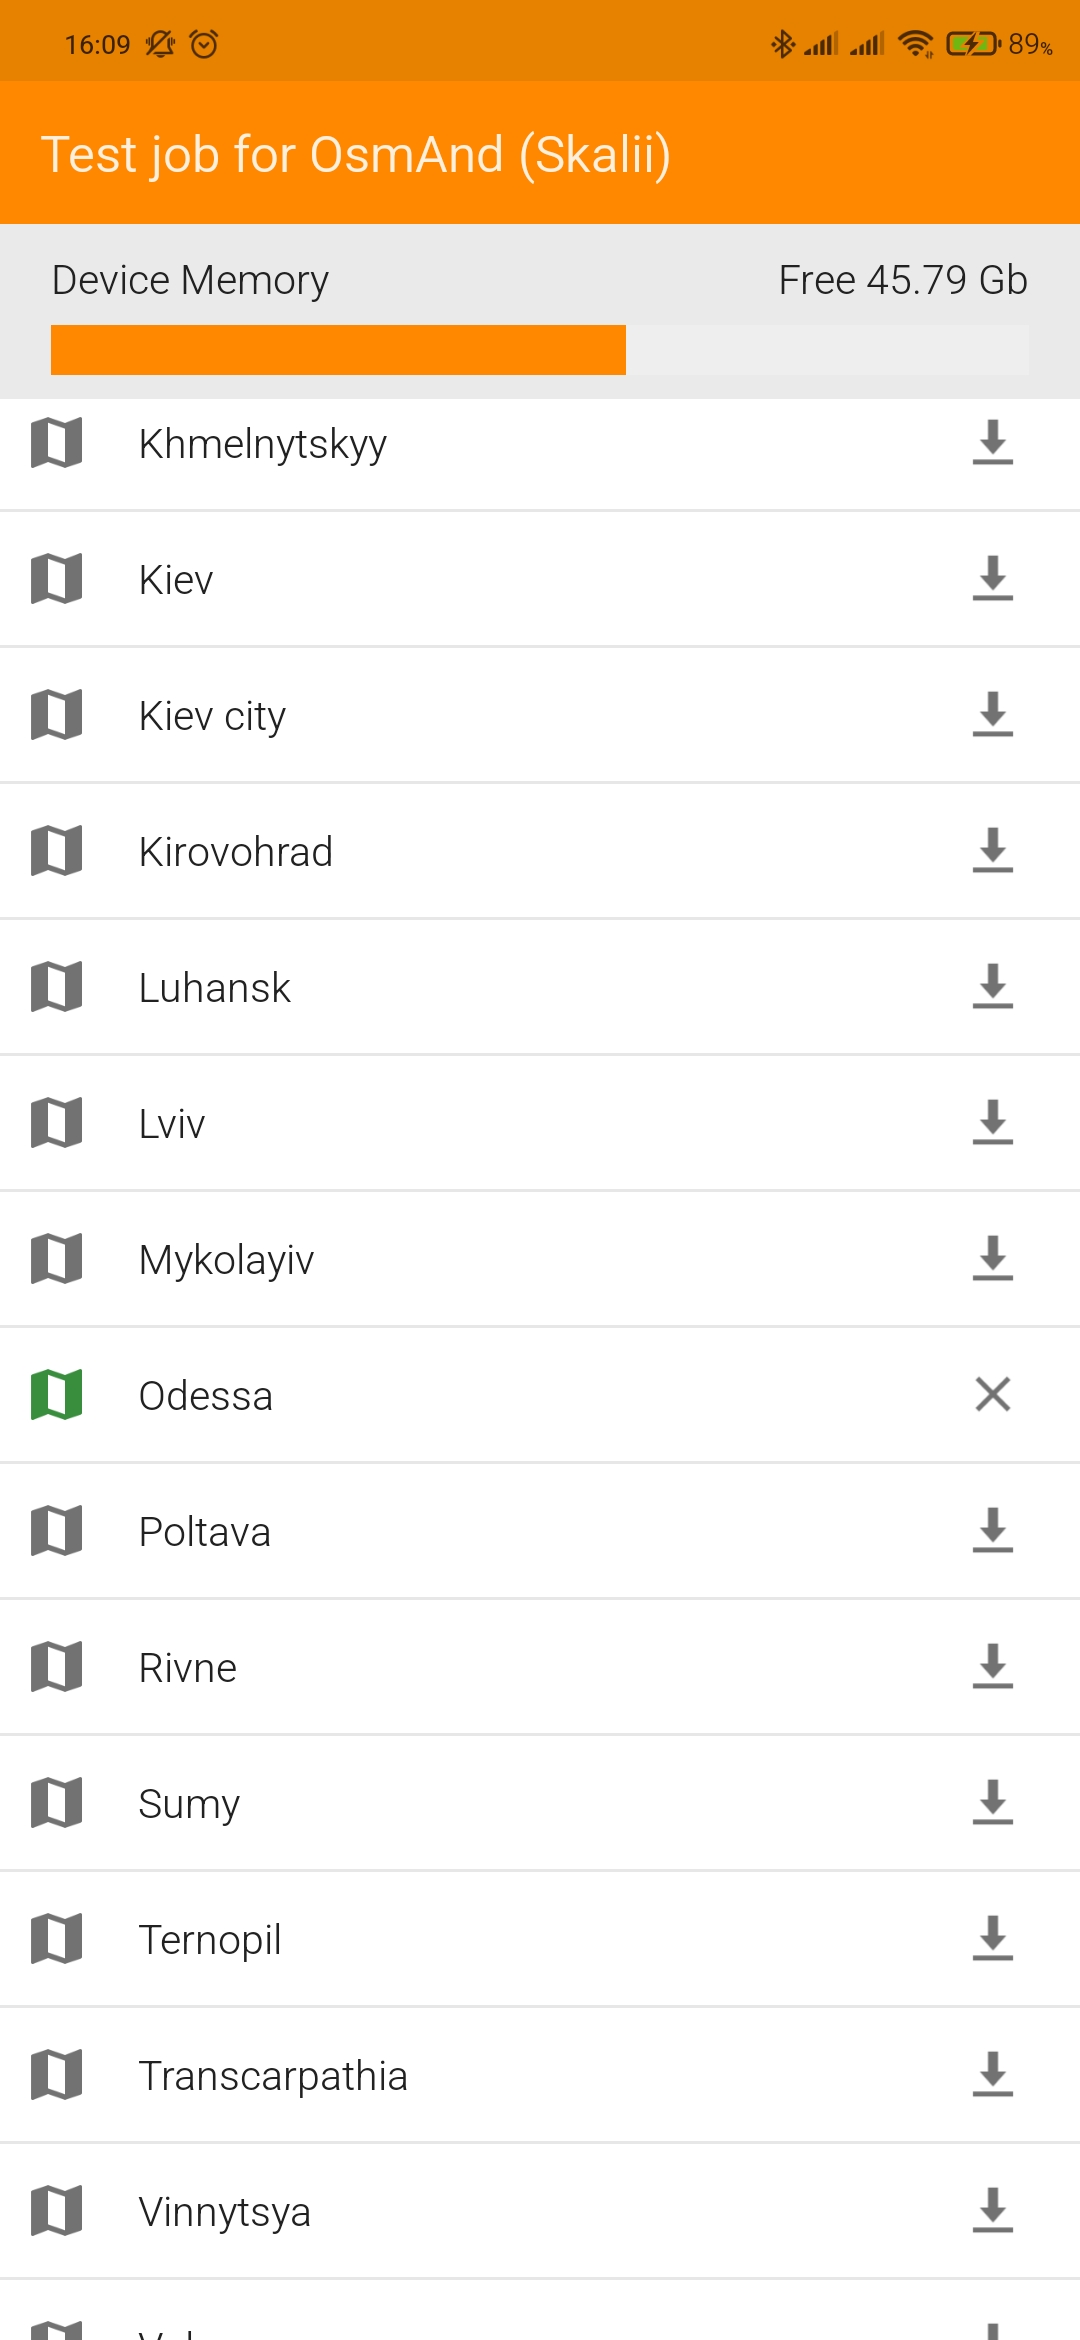 16:09 89%
Test job for OsmAnd (Skalii)
Device Memory Free 45.79 Gb
Khmelnytskyy
Kiev
Kiev city
Kirovohrad
Luhansk
Lviv
Mykolayiv
Odessa
Poltava
Rivne
Sumy
Ternopil
Transcarpathia
Vinnytsya